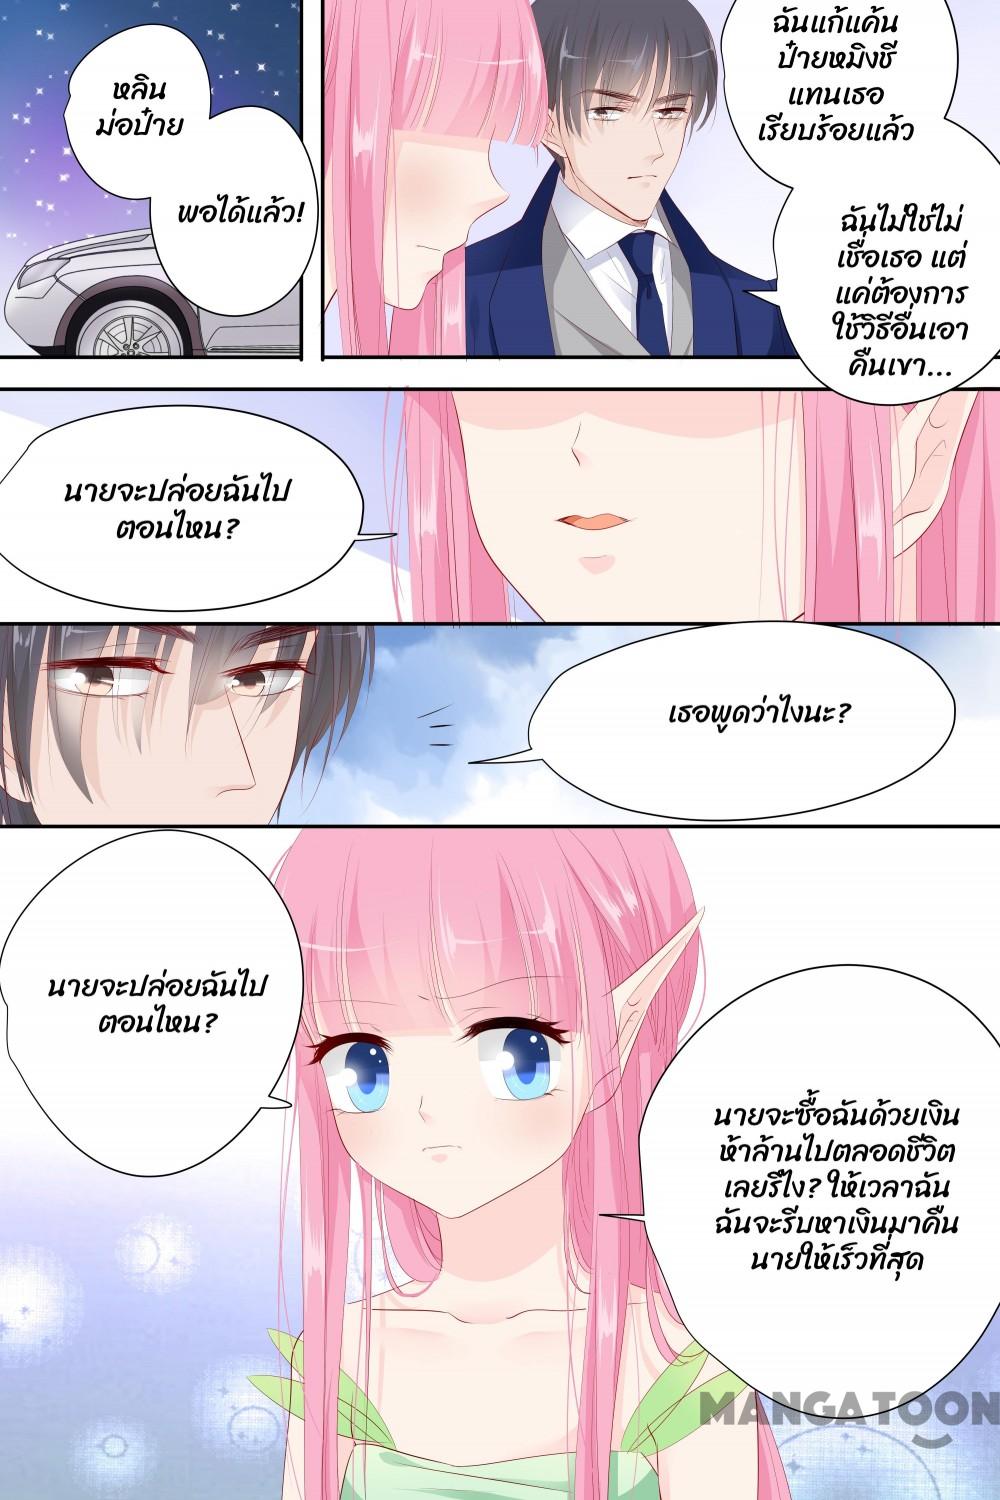 หลิน
ม่อป๋าย
พอได้แล้ว!
ฉันแก้แค้น
ป๋ายหมิงชี
แทนเธอ
เรียบร้อยแล้ว
ฉันไม่ใช่ไม่
เชื่อเธอ แต่
แค่ต้องการ
ใช้วิธีอื่นเอา
คืนเขา...
นายจะปล่อยฉันไป
ตอนไหน?
เธอพูดว่าไงนะ?
นายจะปล่อยฉันไป
ตอนไหน?
นายจะซื้อฉันด้วยเงิน
ห้าล้านไปตลอดชีวิต
เลยรึไง? ให้เวลาฉัน
ฉันจะรีบหาเงินมาคืน
นายให้เร็วที่สุด
MANGATOON